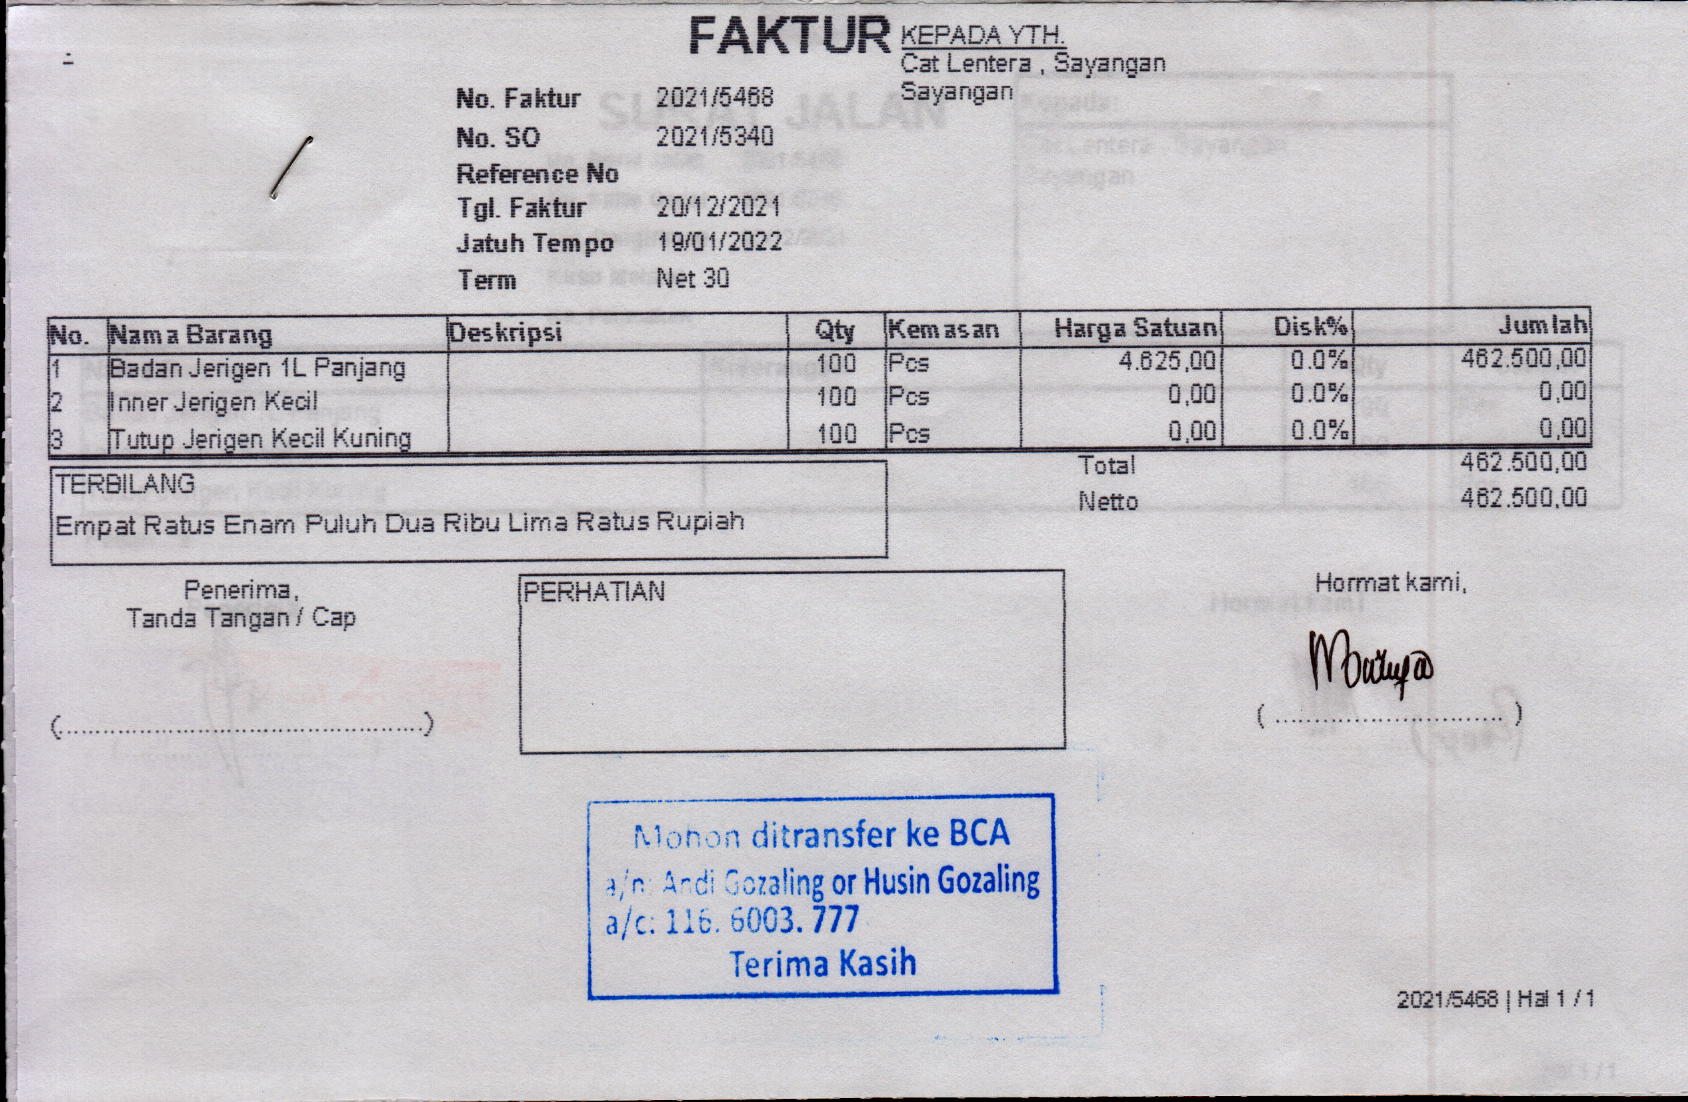 FAKTUR
KEPADA YTH.
Cat Lentera , Sayangan
Sayangan
No. Faktur 2021/5468
No. SO 2021/5340
Reference No
Tgl. Faktur 20/12/2021
Jatuh Tempo 19/01/2022
Term Net 30
No. Nama Barang Deskripsi Qty Kemasan Harga Satuan Disk% Jumlah
1 Badan Jerigen 1L Panjang 100 Pcs 4.625,00 0.0% 462.500,00
2 Inner Jerigen Kecil 100 Pcs 0,00 0.0% 0,00
3 Tutup Jerigen Kecil Kuning 100 Pcs 0,00 0.0% 0,00
Total 462.500,00
Netto 462.500,00
TERBILANG
Empat Ratus Enam Puluh Dua Ribu Lima Ratus Rupiah
Penerima,
Tanda Tangan / Cap
(................................................)
PERHATIAN
Hormat kami,
( .............................. )
Mohon ditransfer ke BCA
a/n: Andi Gozaling or Husin Gozaling
a/c: 116. 6003. 777
Terima Kasih
2021/5468 | Hal 1 / 1
SURAT JALAN
Kepada:
Hormat kami